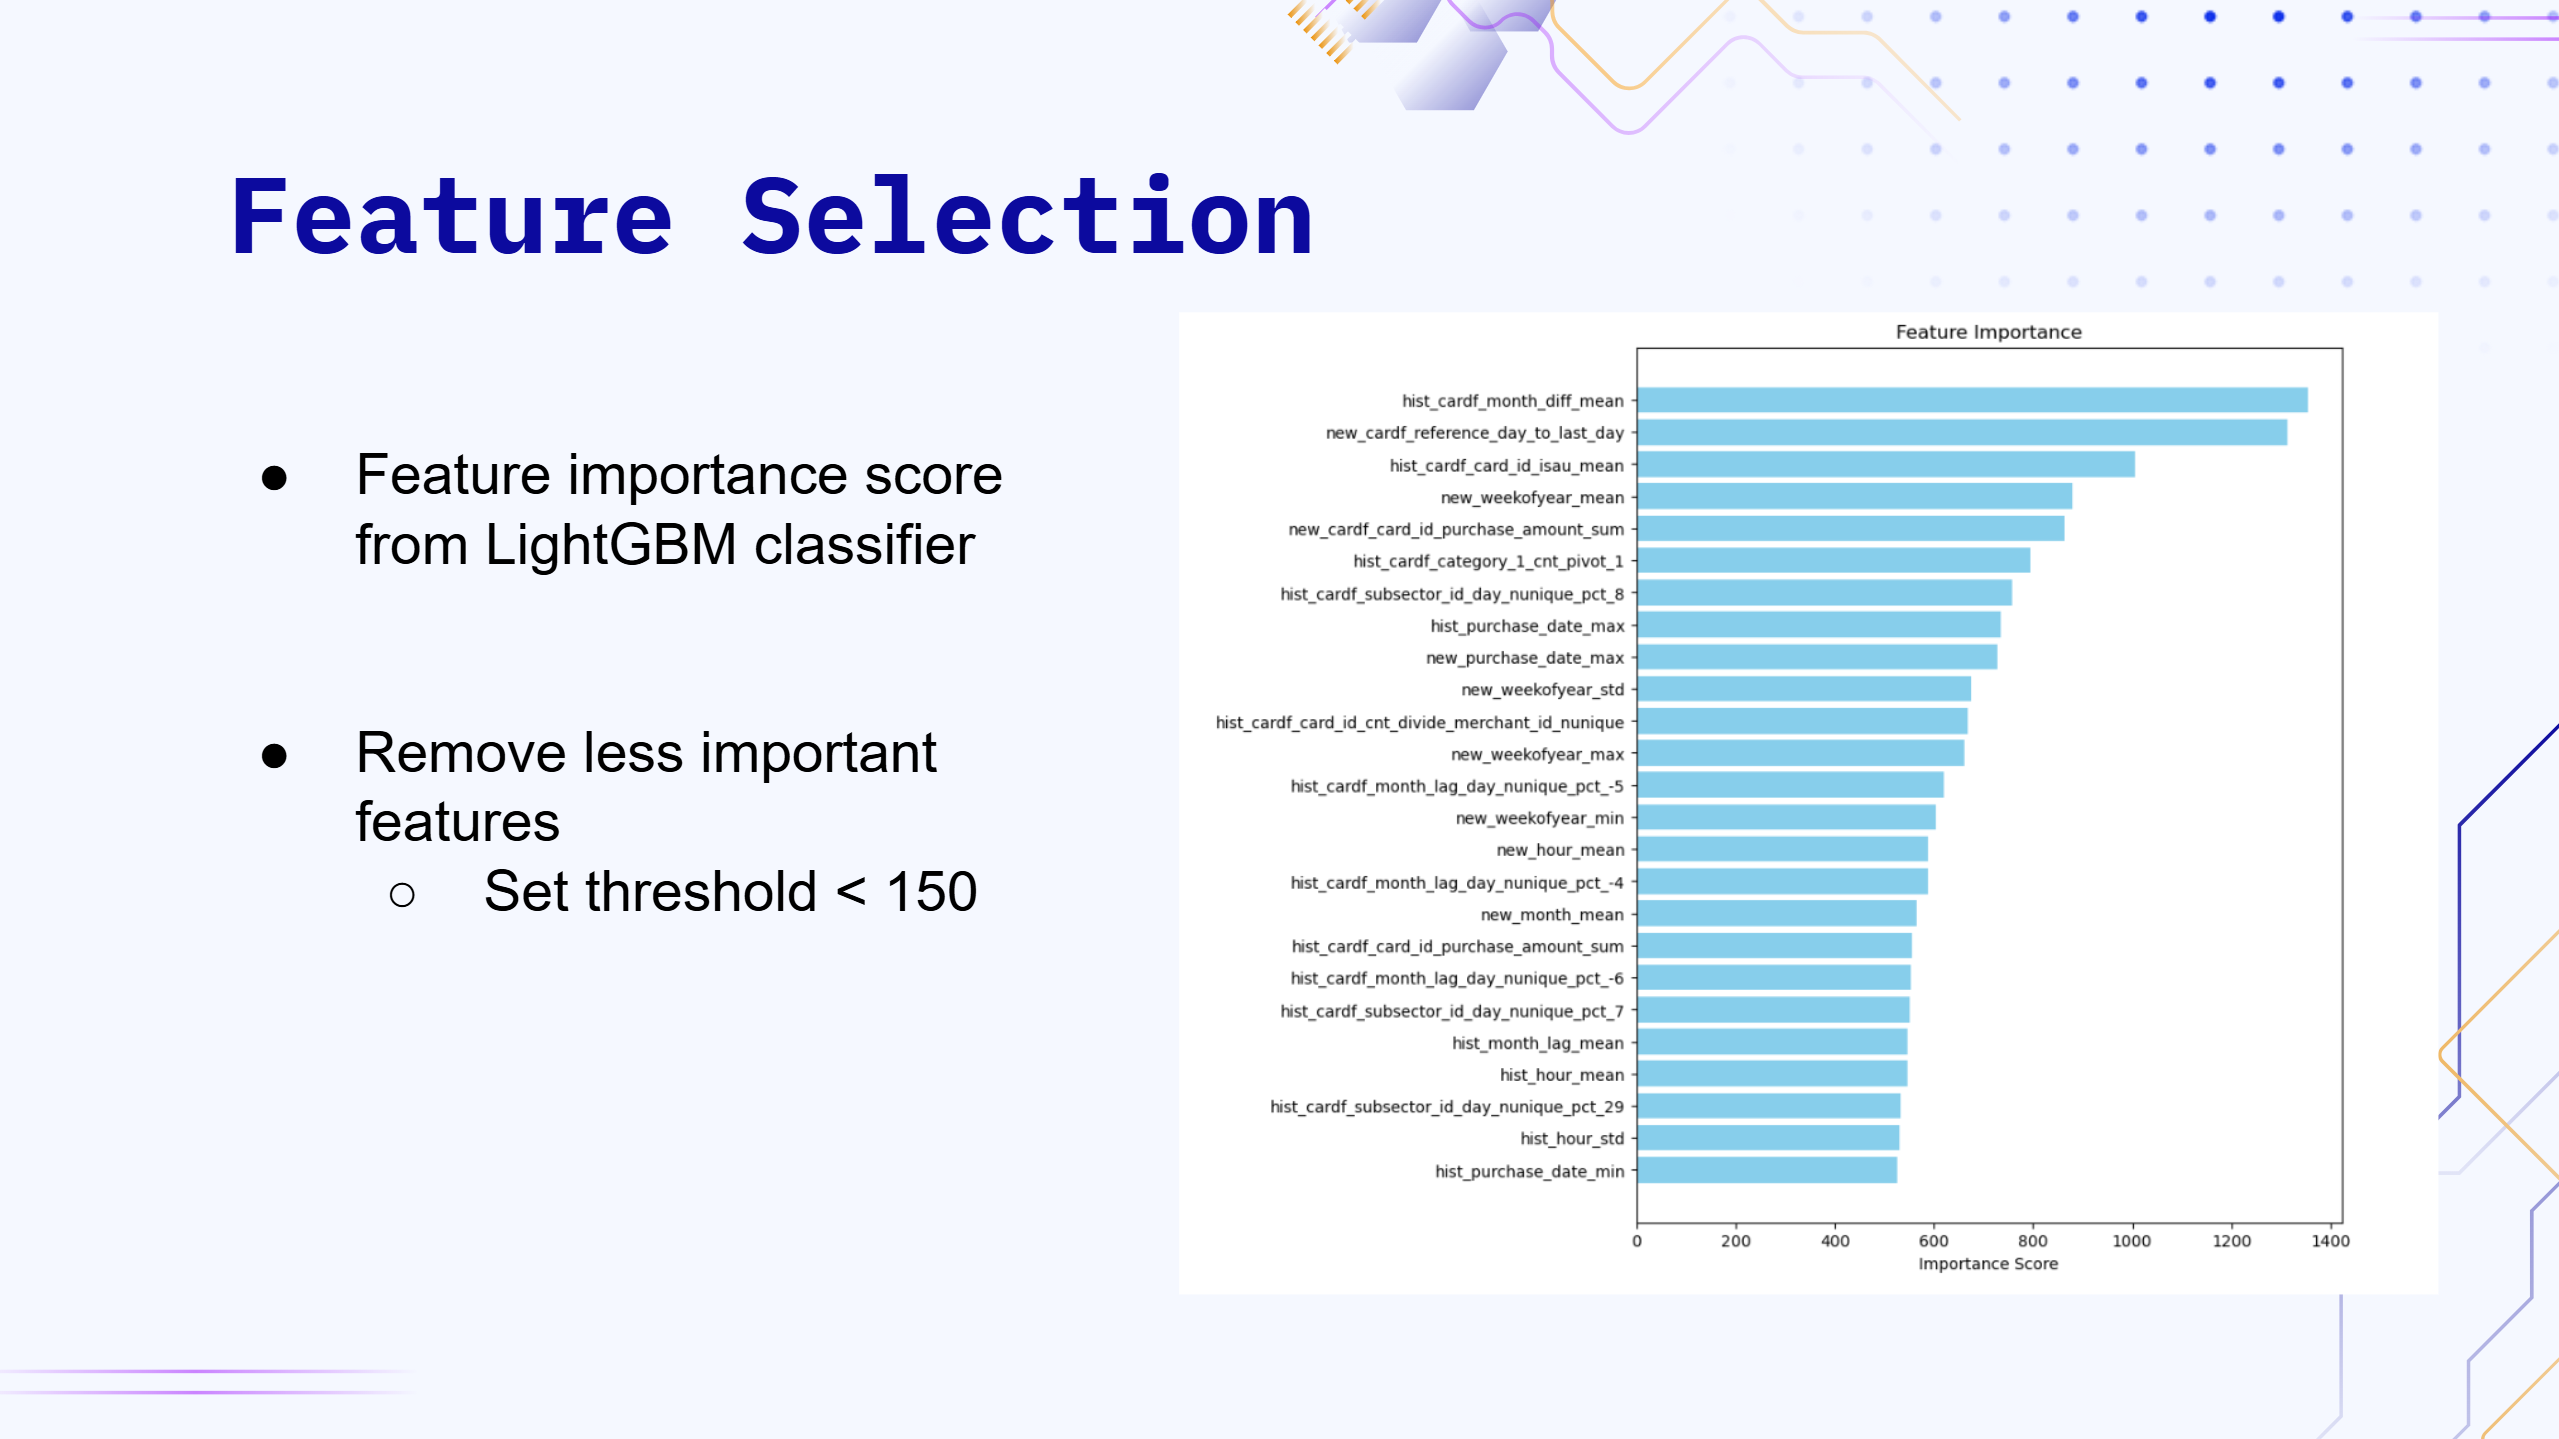 Feature Selection
● Feature importance score
from LightGBM classifier
● Remove less important
features
○ Set threshold < 150
Feature Importance
hist_cardf_month_diff_mean
new_cardf_reference_day_to_last_day
hist_cardf_card_id_isau_mean
new_weekofyear_mean
new_cardf_card_id_purchase_amount_sum
hist_cardf_category_1_cnt_pivot_1
hist_cardf_subsector_id_day_nunique_pct_8
hist_purchase_date_max
new_purchase_date_max
new_weekofyear_std
hist_cardf_card_id_cnt_divide_merchant_id_nunique
new_weekofyear_max
hist_cardf_month_lag_day_nunique_pct_-5
new_weekofyear_min
new_hour_mean
hist_cardf_month_lag_day_nunique_pct_-4
new_month_mean
hist_cardf_card_id_purchase_amount_sum
hist_cardf_month_lag_day_nunique_pct_-6
hist_cardf_subsector_id_day_nunique_pct_7
hist_month_lag_mean
hist_hour_mean
hist_cardf_subsector_id_day_nunique_pct_29
hist_hour_std
hist_purchase_date_min
0 200 400 600 800 1000 1200 1400
Importance Score